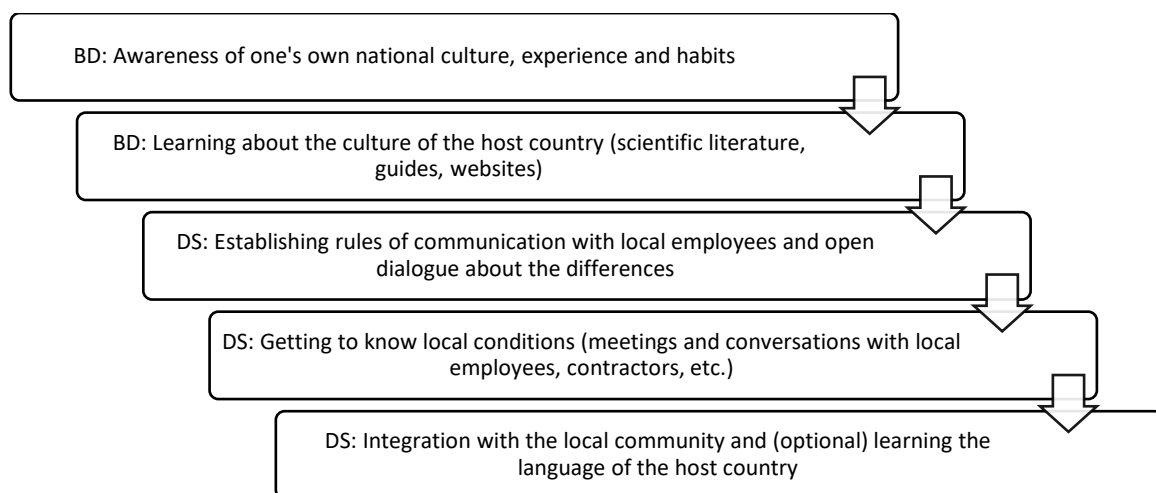 BD: Awareness of one's own national culture, experience and habits
BD: Learning about the culture of the host country (scientific literature,
guides, websites)
DS: Establishing rules of communication with local employees and open
dialogue about the differences
DS: Getting to know local conditions (meetings and conversations with local
employees, contractors, etc.)
DS: Integration with the local community and (optional) learning the
language of the host country